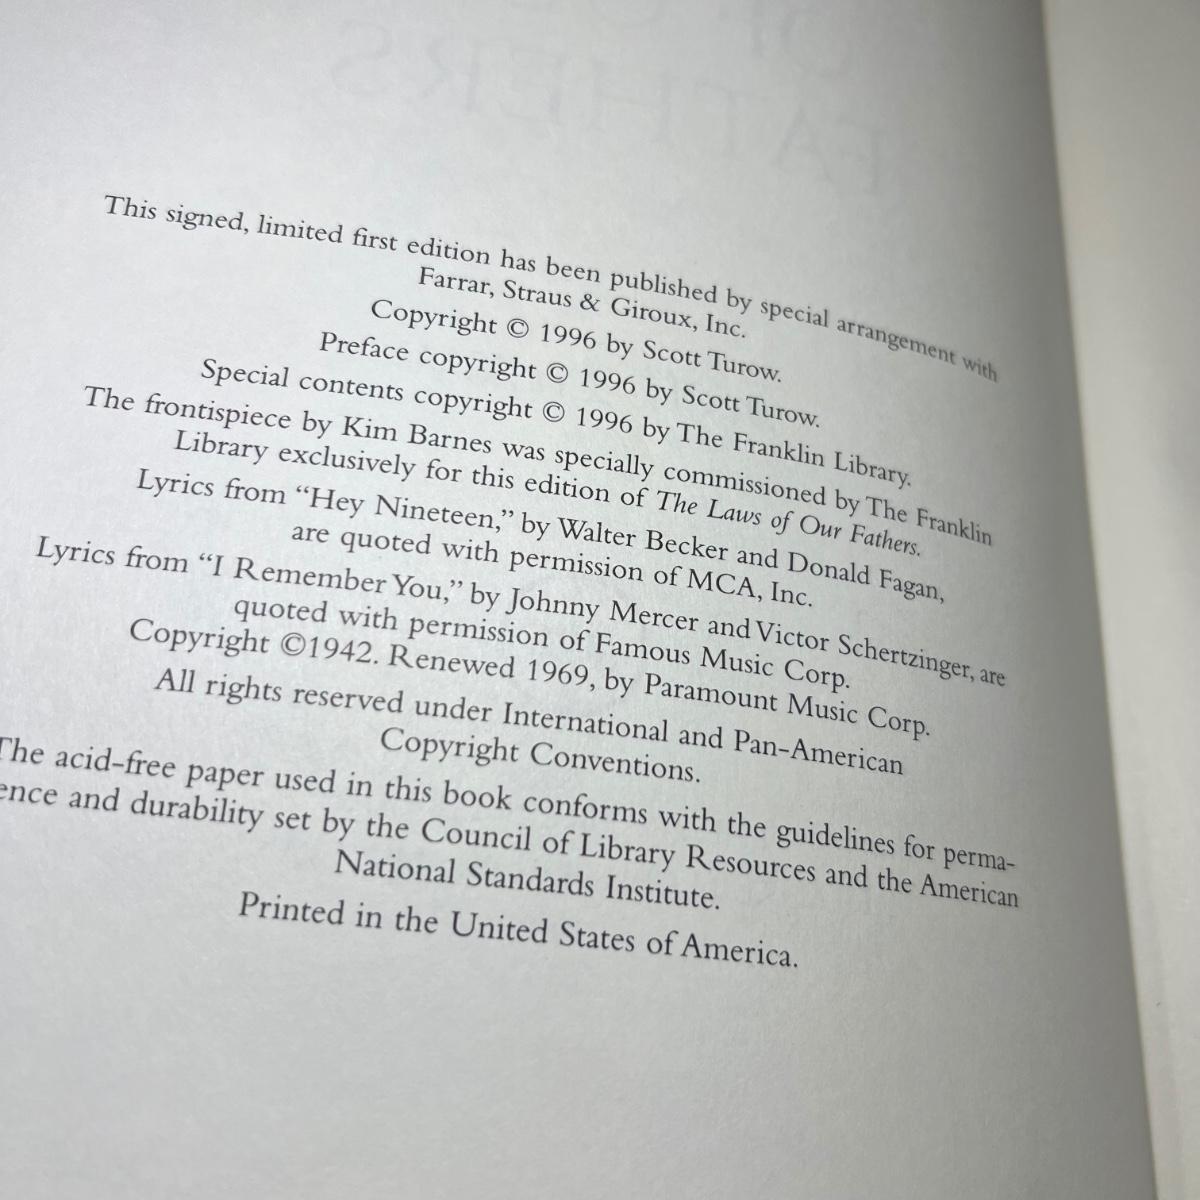 OF OU
FATHERS
This signed, limited first edition has been published by special arrangement with
Farrar, Straus & Giroux, Inc.
Copyright © 1996 by Scott Turow.
Preface copyright © 1996 by Scott Turow.
Special contents copyright © 1996 by The Franklin Library.
The frontispiece by Kim Barnes was specially commissioned by The Franklin
Library exclusively for this edition of The Laws of Our Fathers.
Lyrics from “Hey Nineteen,” by Walter Becker and Donald Fagan,
are quoted with permission of MCA, Inc.
Lyrics from “I Remember You,” by Johnny Mercer and Victor Schertzinger, are
quoted with permission of Famous Music Corp.
Copyright ©1942. Renewed 1969, by Paramount Music Corp.
All rights reserved under International and Pan-American
Copyright Conventions.
The acid-free paper used in this book conforms with the guidelines for perma-
ence and durability set by the Council of Library Resources and the American
National Standards Institute.
Printed in the United States of America.